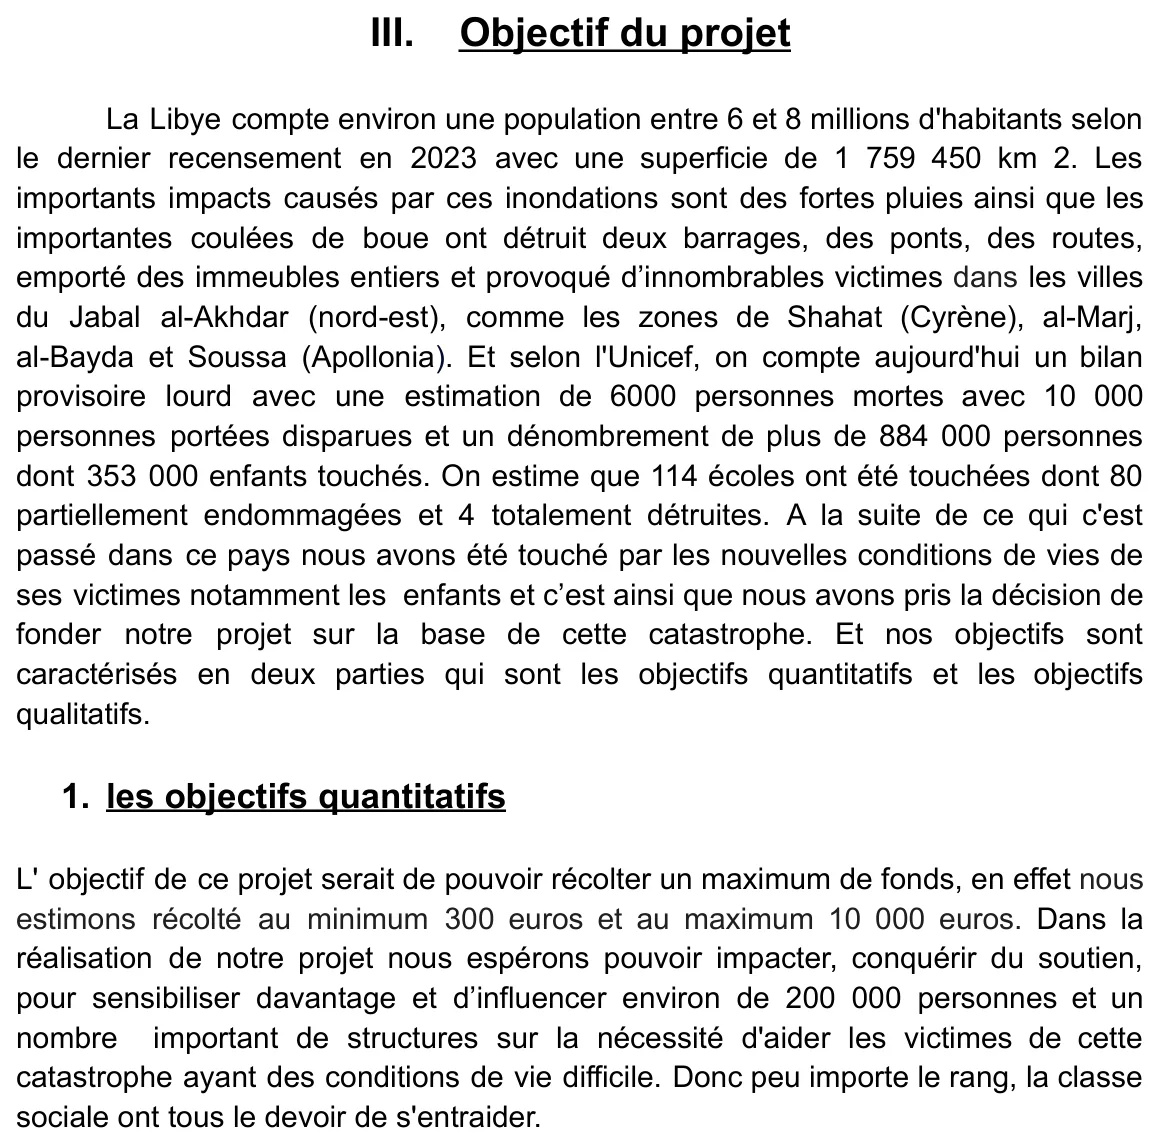 III. Objectif du projet
La Libye compte environ une population entre 6 et 8 millions d'habitants selon
le dernier recensement en 2023 avec une superficie de 1 759 450 km 2. Les
importants impacts causés par ces inondations sont des fortes pluies ainsi que les
importantes coulées de boue ont détruit deux barrages, des ponts, des routes,
emporté des immeubles entiers et provoqué d’innombrables victimes dans les villes
du Jabal al-Akhdar (nord-est), comme les zones de Shahat (Cyrène), al-Marj,
al-Bayda et Soussa (Apollonia). Et selon l'Unicef, on compte aujourd'hui un bilan
provisoire lourd avec une estimation de 6000 personnes mortes avec 10 000
personnes portées disparues et un dénombrement de plus de 884 000 personnes
dont 353 000 enfants touchés. On estime que 114 écoles ont été touchées dont 80
partiellement endommagées et 4 totalement détruites. A la suite de ce qui c'est
passé dans ce pays nous avons été touché par les nouvelles conditions de vies de
ses victimes notamment les  enfants et c’est ainsi que nous avons pris la décision de
fonder notre projet sur la base de cette catastrophe. Et nos objectifs sont
caractérisés en deux parties qui sont les objectifs quantitatifs et les objectifs
qualitatifs.
1. les objectifs quantitatifs
L' objectif de ce projet serait de pouvoir récolter un maximum de fonds, en effet nous
estimons récolté au minimum 300 euros et au maximum 10 000 euros. Dans la
réalisation de notre projet nous espérons pouvoir impacter, conquérir du soutien,
pour sensibiliser davantage et d’influencer environ de 200 000 personnes et un
nombre  important de structures sur la nécessité d'aider les victimes de cette
catastrophe ayant des conditions de vie difficile. Donc peu importe le rang, la classe
sociale ont tous le devoir de s'entraider.